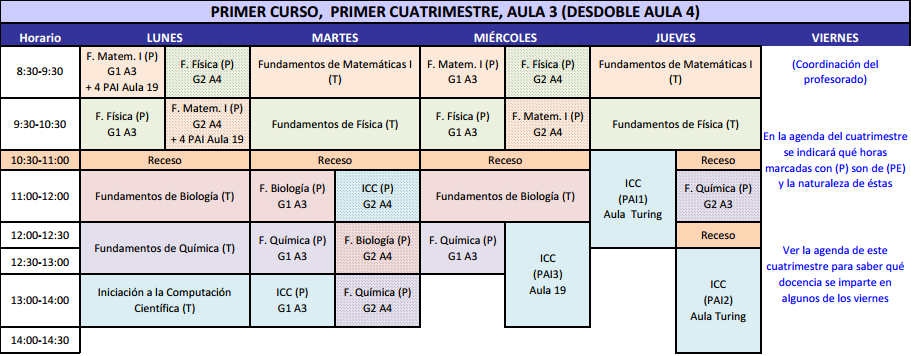 PRIMER CURSO, PRIMER CUATRIMESTRE, AULA 3 (DESDOBLE AULA 4)
Horario LUNES MARTES MIÉRCOLES JUEVES VIERNES
8:30-9:30
F. Matem. I (P)
G1 A3
+ 4 PAI Aula 19
F. Física (P)
G2 A4
Fundamentos de Matemáticas I
(T)
F. Matem. I (P)
G1 A3
F. Física (P)
G2 A4
Fundamentos de Matemáticas I
(T)
(Coordinación del
profesorado)
9:30-10:30
F. Física (P)
G1 A3
F. Matem. I (P)
G2 A4
+ 4 PAI Aula 19
Fundamentos de Física (T)
F. Física (P)
G1 A3
F. Matem. I (P)
G2 A4
Fundamentos de Física (T)
En la agenda del cuatrimestre
se indicará qué horas
marcadas con (P) son de (PE)
y la naturaleza de éstas
10:30-11:00
Receso
Receso
Receso
ICC
(PAI1)
Aula Turing
Receso
11:00-12:00
Fundamentos de Biología (T)
F. Biología (P)
G1 A3
ICC (P)
G2 A4
Fundamentos de Biología (T)
F. Química (P)
G2 A3
12:00-12:30
Fundamentos de Química (T)
F. Química (P)
G1 A3
F. Biología (P)
G2 A4
F. Química (P)
G1 A3
ICC
(PAI3)
Aula 19
Receso
12:30-13:00
ICC
(PAI2)
Aula Turing
Ver la agenda de este
cuatrimestre para saber qué
docencia se imparte en
algunos de los viernes
13:00-14:00
Iniciación a la Computación
Científica (T)
ICC (P)
G1 A3
F. Química (P)
G2 A4
14:00-14:30